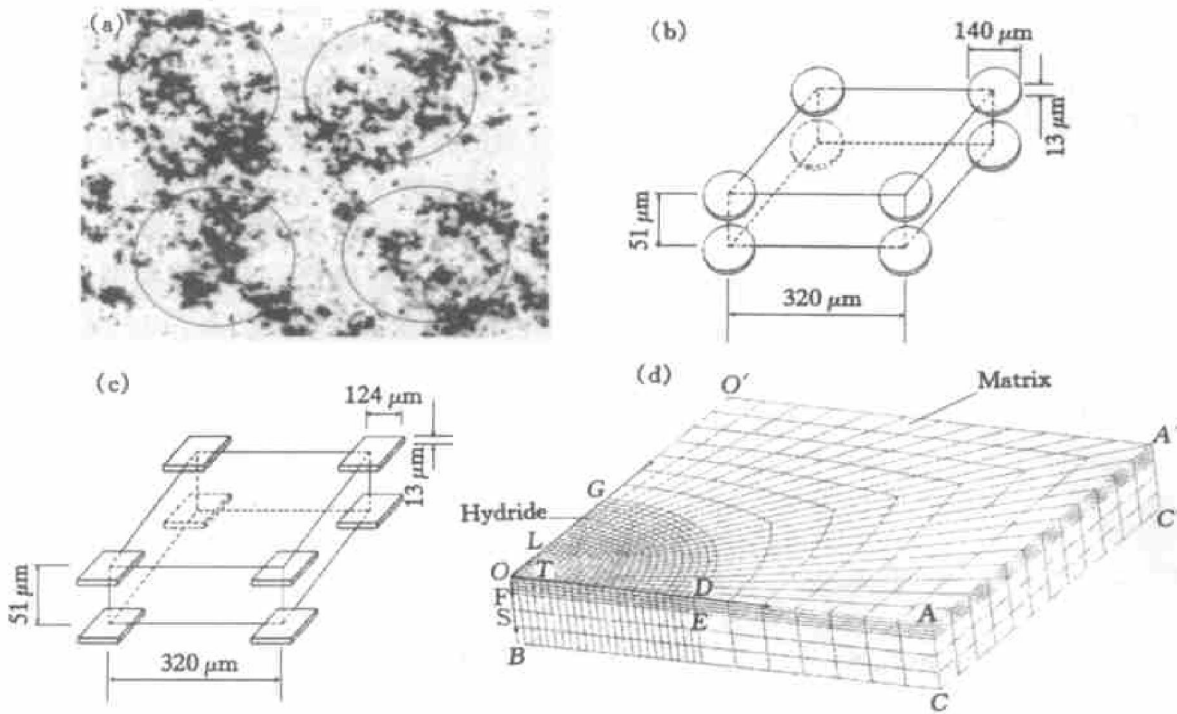 (a)
(b)
140 μm
13 μm
51 μm
320 μm
(c)
124 μm
13 μm
51 μm
320 μm
(d)
O'
Matrix
A'
G
Hydride
L
O
T
D
F
S
E
A
C'
B
C